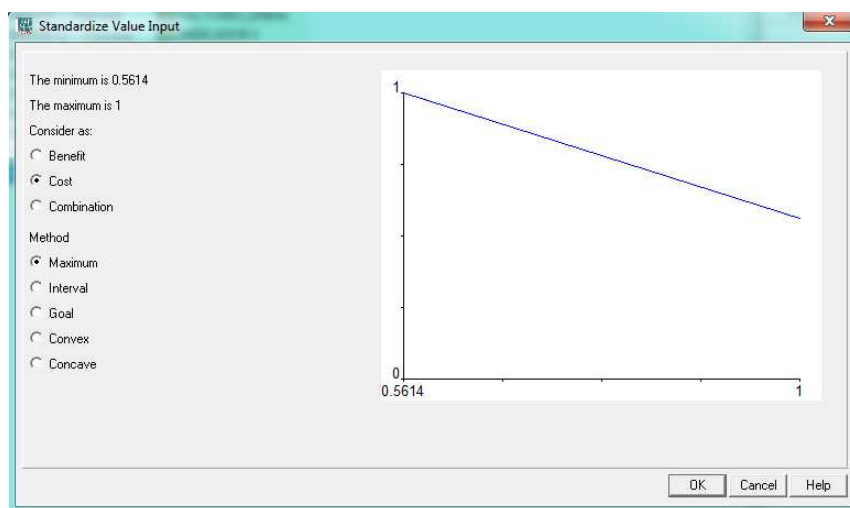 Standardize Value Input
The minimum is 0.5614
The maximum is 1
Consider as:
Benefit
Cost
Combination
Method
Maximum
Interval
Goal
Convex
Concave
1
0
0.5614 1
OK Cancel Help